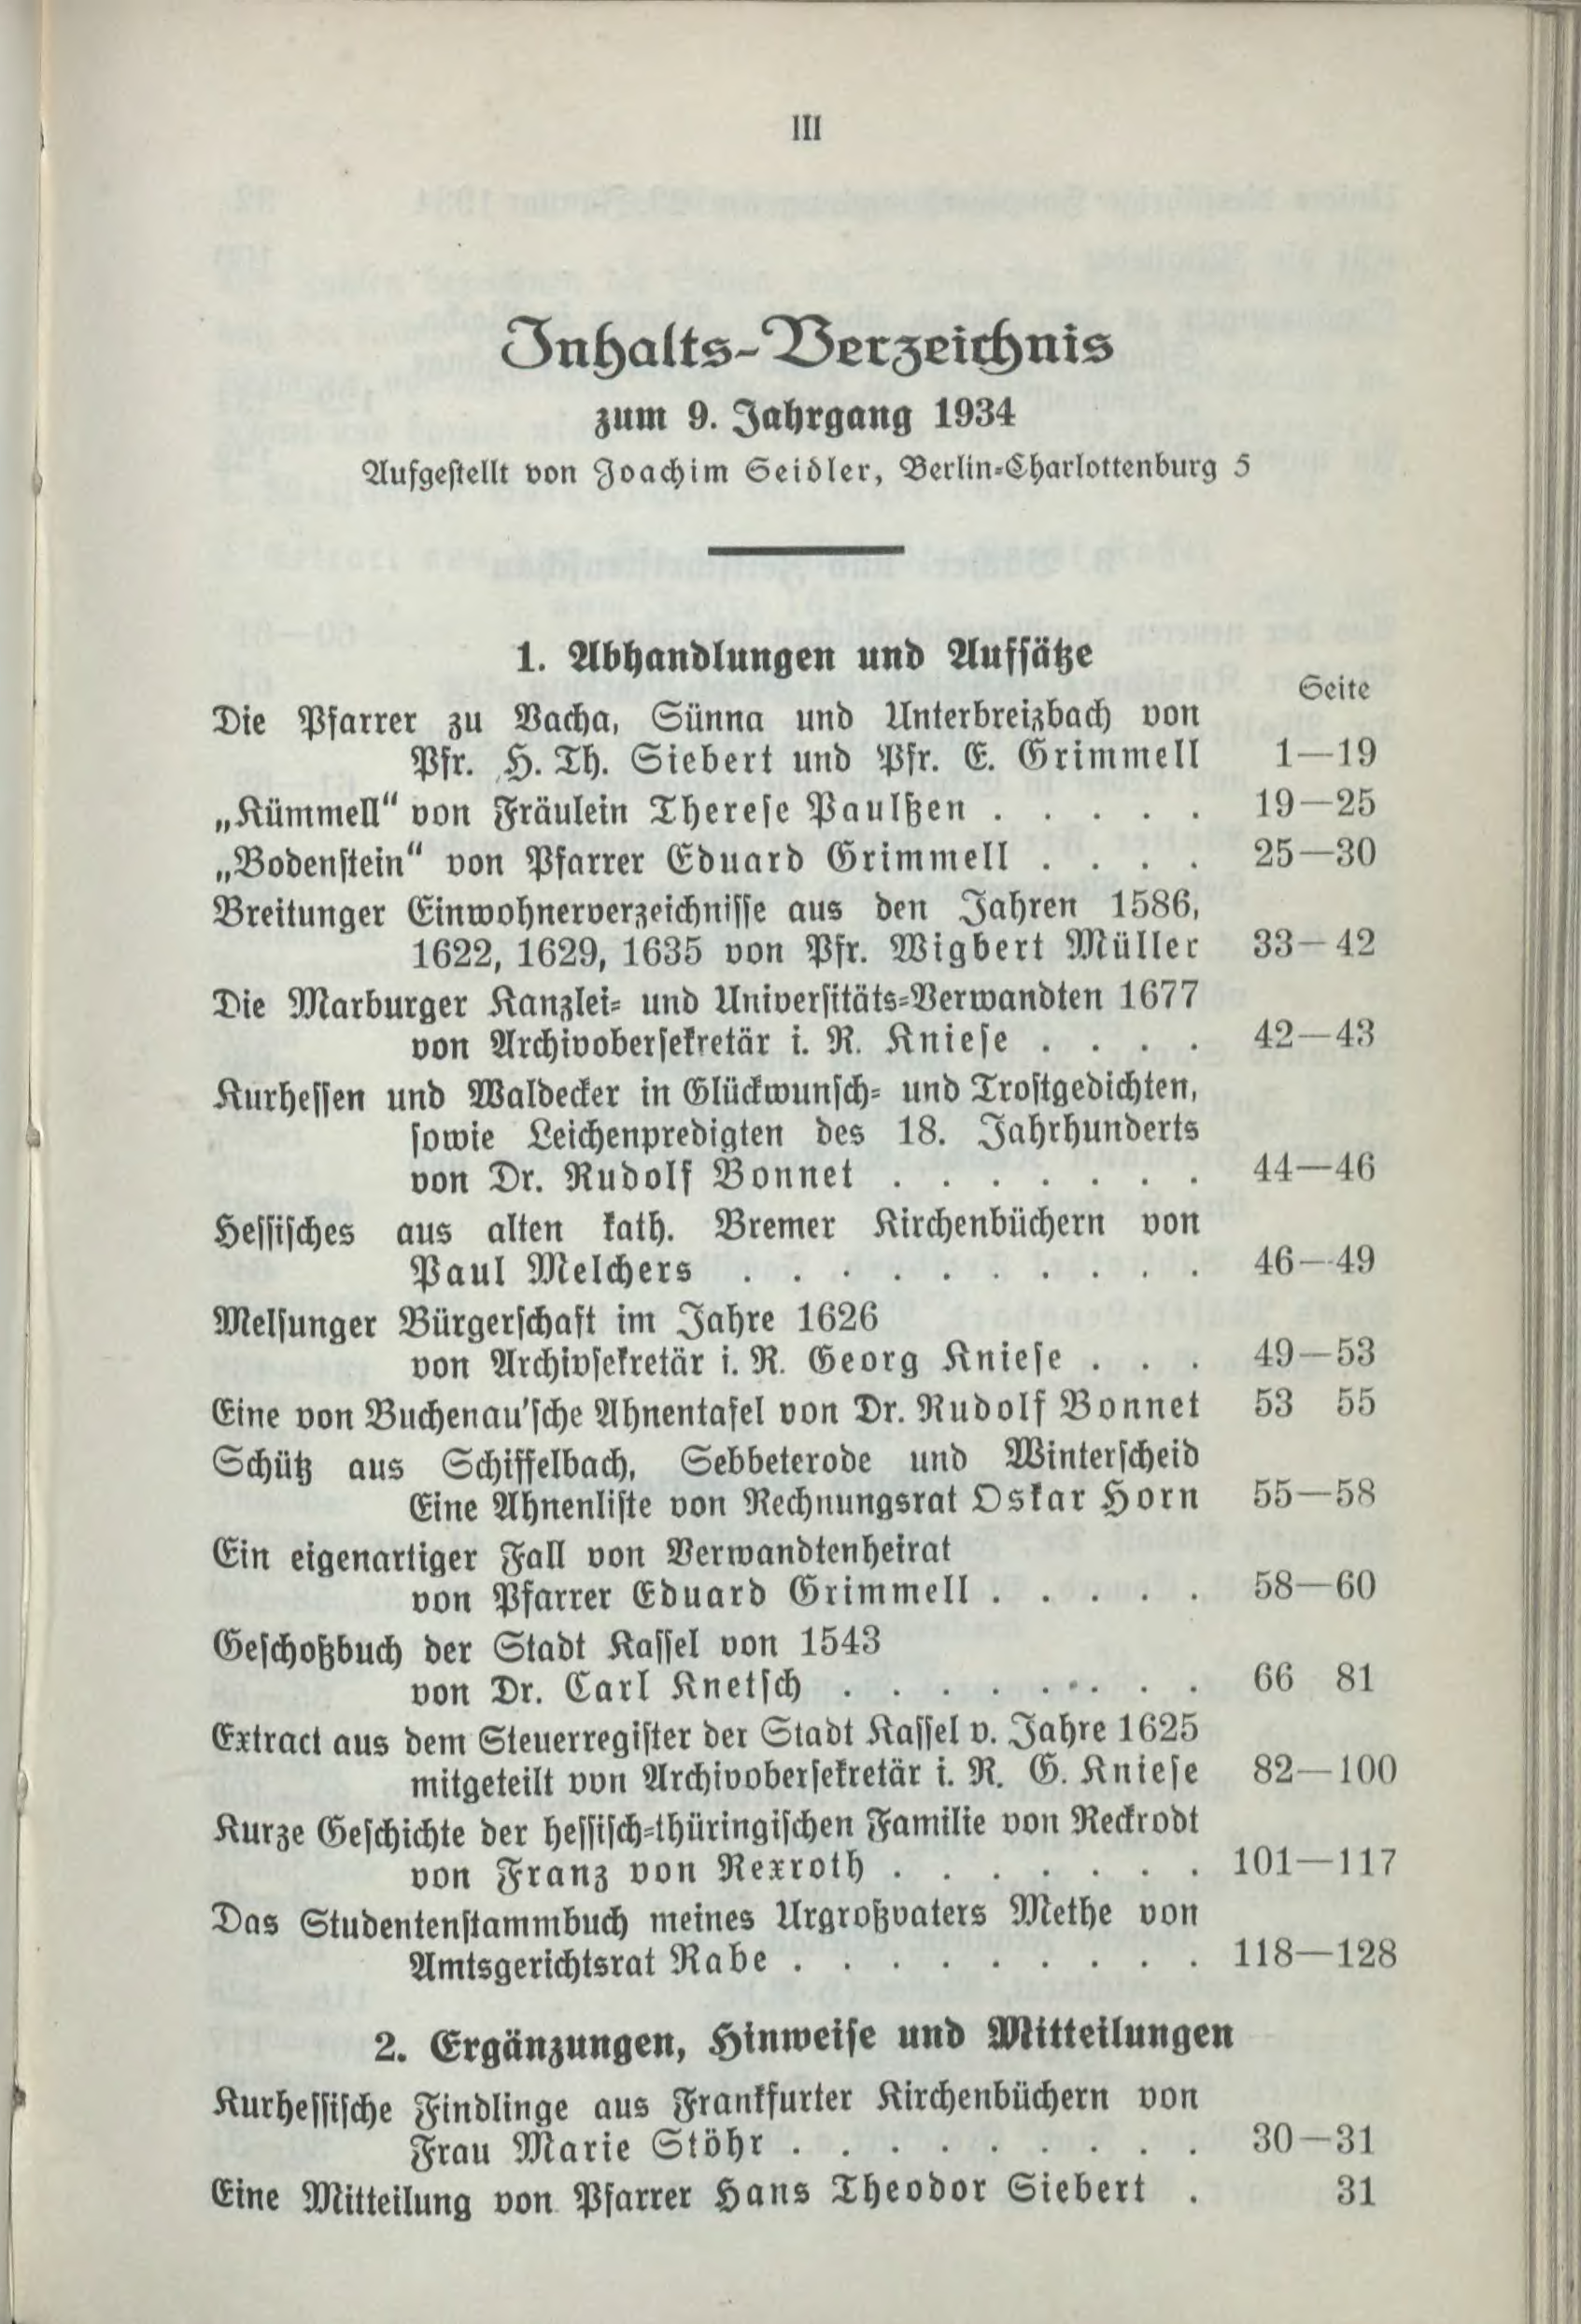 III
Inhalts-Verzeichnis
zum 9. Jahrgang 1934
Aufgestellt von Joachim Seidler, Berlin-Charlottenburg 5
1. Abhandlungen und Aufsätze
Seite
Die Pfarrer zu Vacha, Sünna und Unterbreizbach von
Pfr. H. Th. Siebert und Pfr. E. Grimmell 1—19
„Kümmell“ von Fräulein Therese Paulßen . . . . . 19—25
„Bodenstein“ von Pfarrer Eduard Grimmell . . . . 25—30
Breitunger Einwohnerverzeichnisse aus den Jahren 1586,
1622, 1629, 1635 von Pfr. Wigbert Müller 33—42
Die Marburger Kanzlei- und Universitäts-Verwandten 1677
von Archivobersekretär i. R. Kniese . . . . 42—43
Kurhessen und Waldecker in Glückwunsch- und Trostgedichten,
sowie Leichenpredigten des 18. Jahrhunderts
von Dr. Rudolf Bonnet . . . . . . . 44—46
Hessisches aus alten kath. Bremer Kirchenbüchern von
Paul Melchers . . . . . . . . . . 46—49
Melsunger Bürgerschaft im Jahre 1626
von Archivsekretär i. R. Georg Kniese . . . 49—53
Eine von Buchenau'sche Ahnentafel von Dr. Rudolf Bonnet 53 55
Schütz aus Schiffelbach, Sebbeterode und Winterscheid
Eine Ahnenliste von Rechnungsrat Oskar Horn 55—58
Ein eigenartiger Fall von Verwandtenheirat
von Pfarrer Eduard Grimmell . . . . . 58—60
Geschoßbuch der Stadt Kassel von 1543
von Dr. Carl Knetsch . . . . . . . . 66 81
Extract aus dem Steuerregister der Stadt Kassel v. Jahre 1625
mitgeteilt von Archivobersekretär i. R. G. Kniese 82—100
Kurze Geschichte der hessisch-thüringischen Familie von Reckrodt
von Franz von Rexroth . . . . . . . 101—117
Das Studentenstammbuch meines Urgroßvaters Methe von
Amtsgerichtsrat Rabe . . . . . . . . . 118—128
2. Ergänzungen, Hinweise und Mitteilungen
Kurhessische Findlinge aus Frankfurter Kirchenbüchern von
Frau Marie Stöhr . . . . . . . . . 30—31
Eine Mitteilung von Pfarrer Hans Theodor Siebert . 31